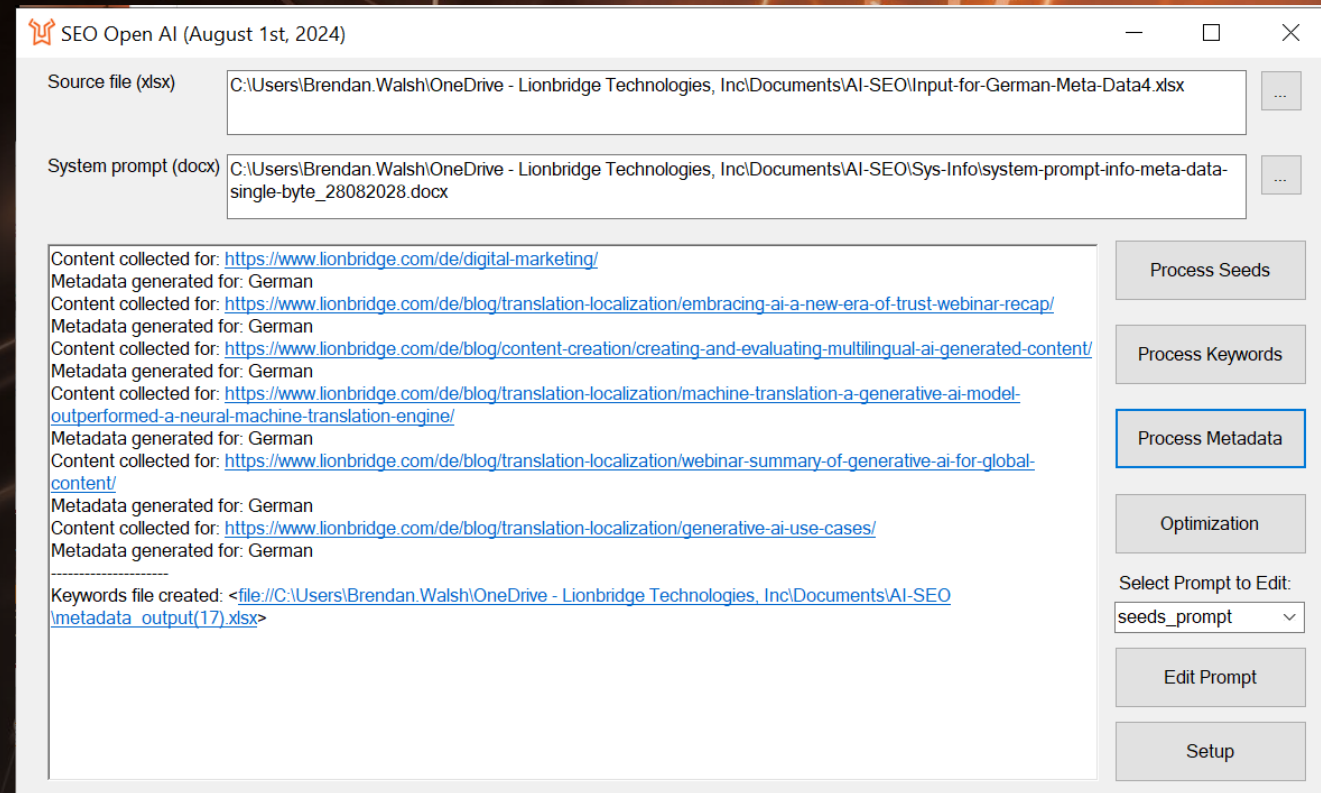 SEO Open AI (August 1st, 2024)
Source file (xlsx)
C:\Users\Brendan.Walsh\OneDrive - Lionbridge Technologies, Inc\Documents\AI-SEO\Input-for-German-Meta-Data4.xlsx
...
System prompt (docx)
C:\Users\Brendan.Walsh\OneDrive - Lionbridge Technologies, Inc\Documents\AI-SEO\Sys-Info\system-prompt-info-meta-data-
single-byte_28082028.docx
...
Content collected for: https://www.lionbridge.com/de/digital-marketing/
Metadata generated for: German
Content collected for: https://www.lionbridge.com/de/blog/translation-localization/embracing-ai-a-new-era-of-trust-webinar-recap/
Metadata generated for: German
Content collected for: https://www.lionbridge.com/de/blog/content-creation/creating-and-evaluating-multilingual-ai-generated-content/
Metadata generated for: German
Content collected for: https://www.lionbridge.com/de/blog/translation-localization/machine-translation-a-generative-ai-model-
outperformed-a-neural-machine-translation-engine/
Metadata generated for: German
Content collected for: https://www.lionbridge.com/de/blog/translation-localization/webinar-summary-of-generative-ai-for-global-
content/
Metadata generated for: German
Content collected for: https://www.lionbridge.com/de/blog/translation-localization/generative-ai-use-cases/
Metadata generated for: German
---------------------
Keywords file created: <file://C:\Users\Brendan.Walsh\OneDrive - Lionbridge Technologies, Inc\Documents\AI-SEO
\metadata_output(17).xlsx>
Process Seeds
Process Keywords
Process Metadata
Optimization
Select Prompt to Edit:
seeds_prompt
Edit Prompt
Setup